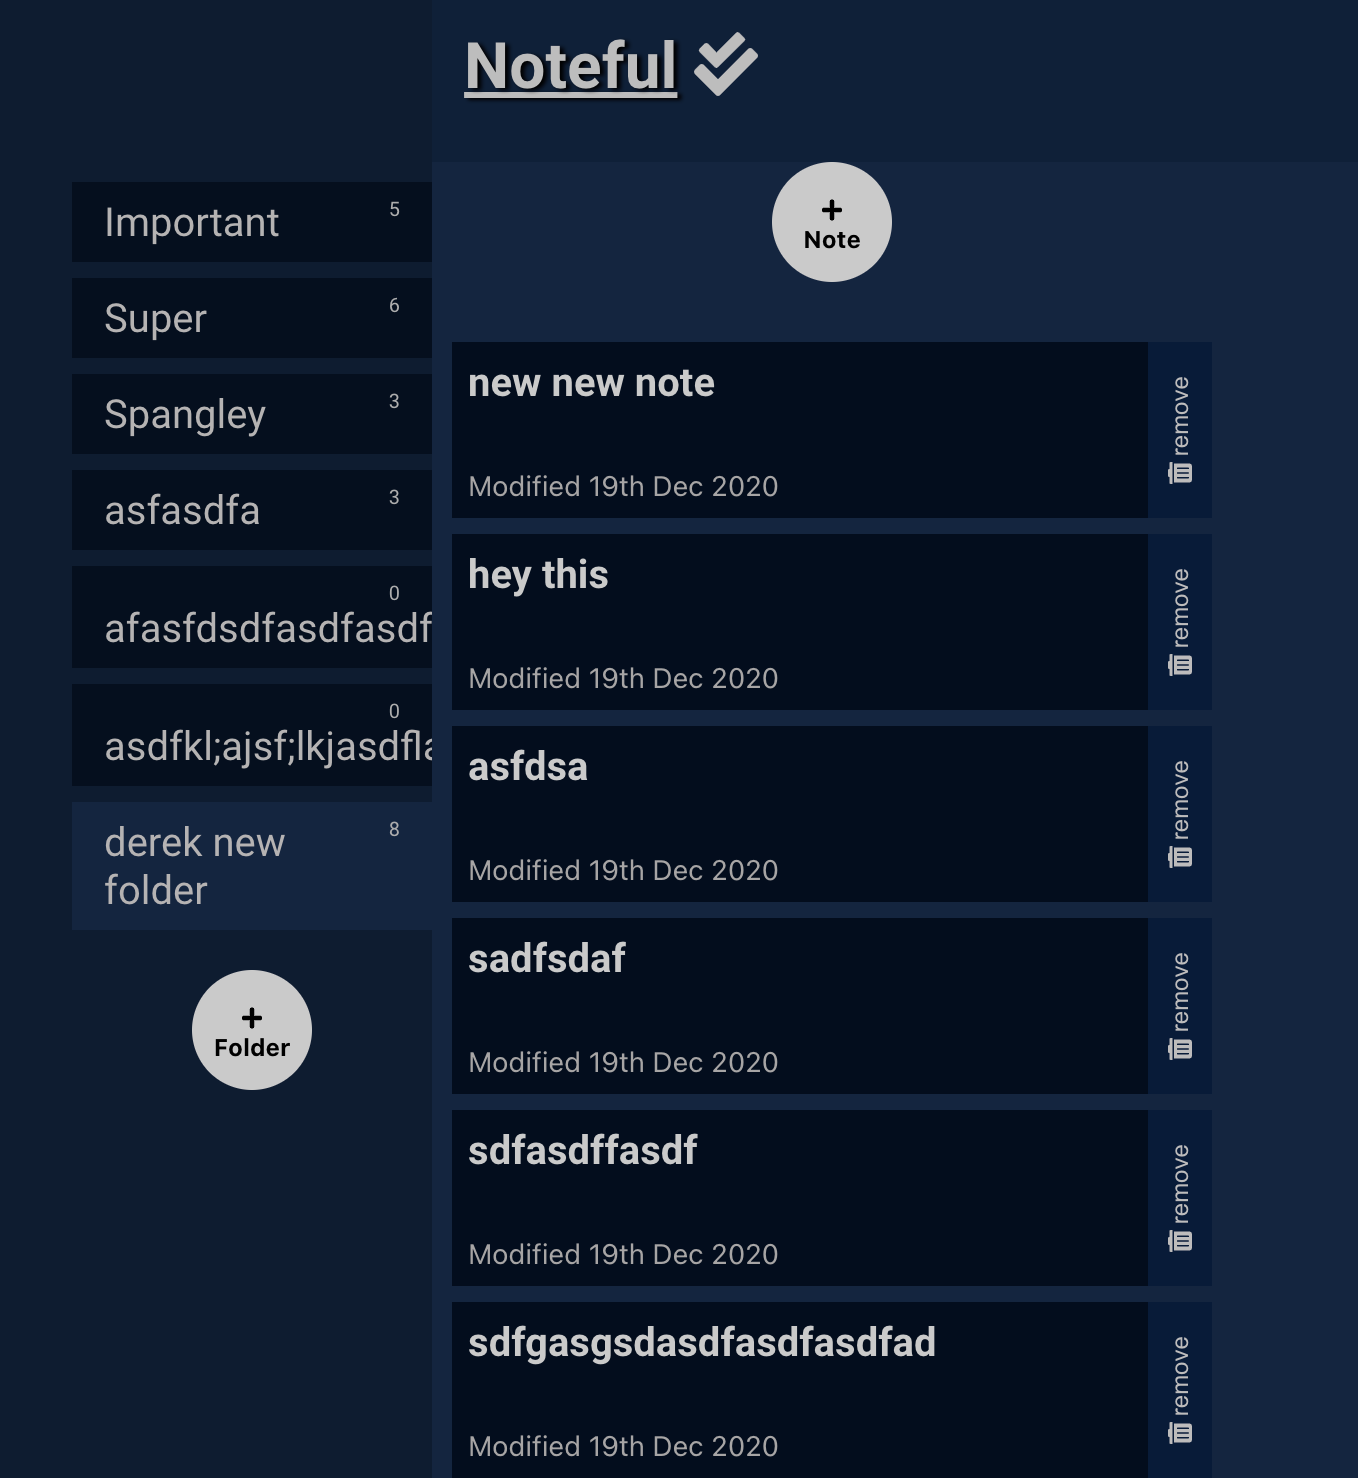 Noteful
Important 5
Super 6
Spangley 3
asfasdfa 3
0
afasfdsdfasdfasdf
0
asdfkl;ajsf;lkjasdfla
derek new 8
folder
+
Folder
+
Note
new new note
Modified 19th Dec 2020
remove
hey this
Modified 19th Dec 2020
remove
asfdsa
Modified 19th Dec 2020
remove
sadfsdaf
Modified 19th Dec 2020
remove
sdfasdffasdf
Modified 19th Dec 2020
remove
sdfgasgsdasdfasdfasdfad
Modified 19th Dec 2020
remove